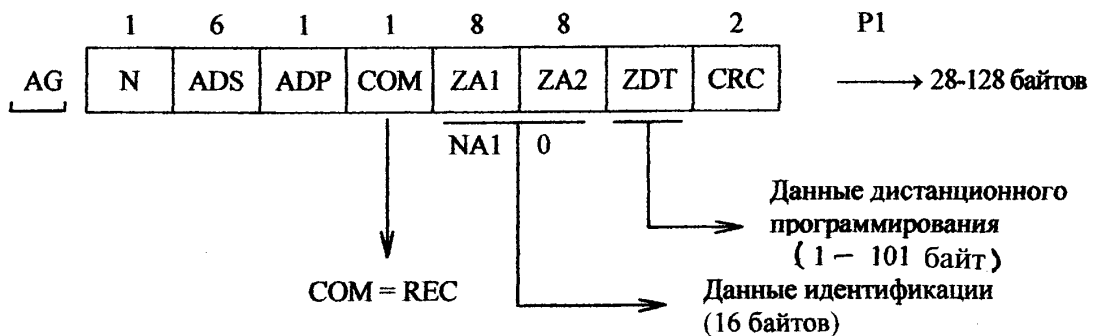 1 6 1 1 8 8 2 P1
AG N ADS ADP COM ZA1 ZA2 ZDT CRC 28-128 байтов
NA1 0
Данные дистанционного
программирования
(1 – 101 байт)
COM = REC
Данные идентификации
(16 байтов)